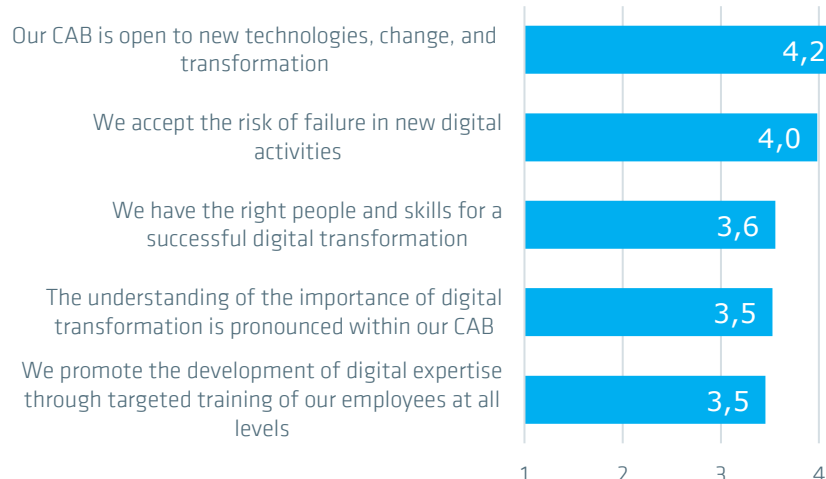 Our CAB is open to new technologies, change, and
transformation
4,2
We accept the risk of failure in new digital
activities
4,0
We have the right people and skills for a
successful digital transformation
3,6
The understanding of the importance of digital
transformation is pronounced within our CAB
3,5
We promote the development of digital expertise
through targeted training of our employees at all
levels
3,5
1 2 3 4